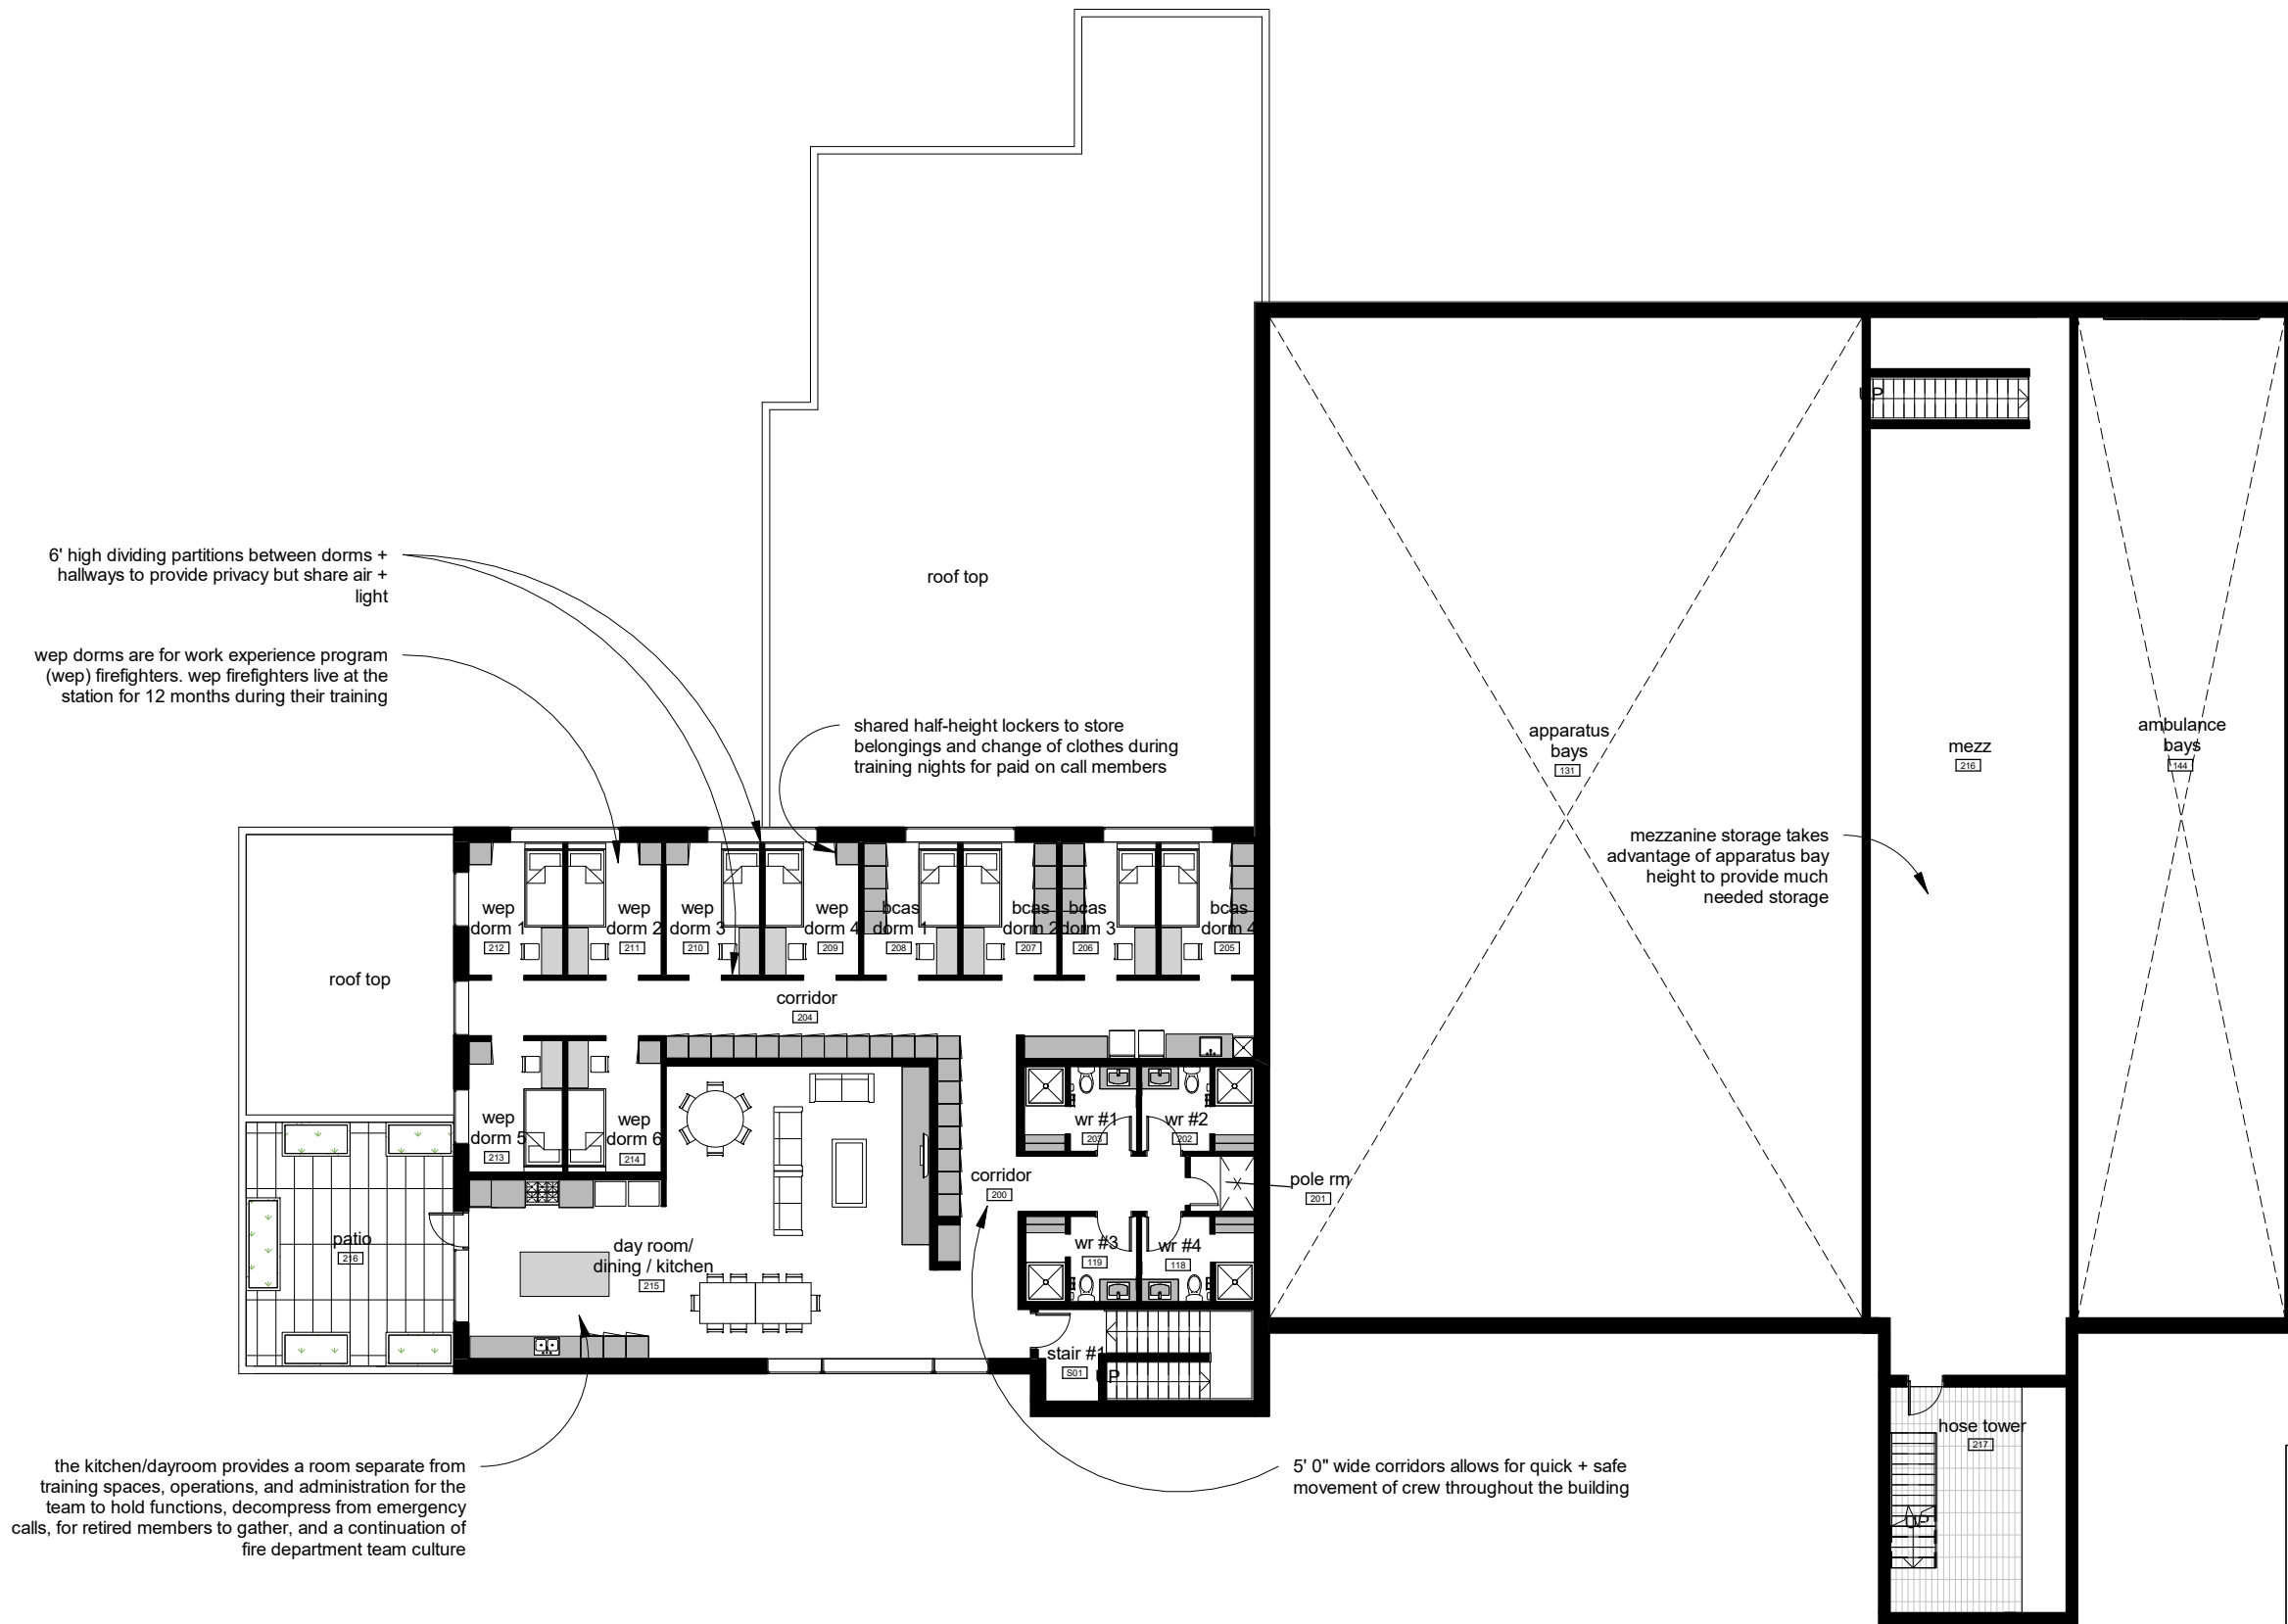 6' high dividing partitions between dorms +
hallways to provide privacy but share air +
light
wep dorms are for work experience program
(wep) firefighters. wep firefighters live at the
station for 12 months during their training
roof top
shared half-height lockers to store
belongings and change of clothes during
training nights for paid on call members
UP
apparatus
bays
131
mezz
216
ambulance
bays
144
mezzanine storage takes
advantage of apparatus bay
height to provide much
needed storage
wep
dorm 1
212
wep
dorm 2
211
wep
dorm 3
210
wep
dorm 4
209
bcas
dorm 1
208
bcas
dorm 2
207
bcas
dorm 3
206
bcas
dorm 4
205
roof top
corridor
204
wep
dorm 5
213
wep
dorm 6
214
wr #1
203
wr #2
202
corridor
200
pole rm
201
patio
216
day room/
dining / kitchen
215
wr #3
119
wr #4
118
stair #1
S01
UP
hose tower
217
UP
the kitchen/dayroom provides a room separate from
training spaces, operations, and administration for the
team to hold functions, decompress from emergency
calls, for retired members to gather, and a continuation of
fire department team culture
5' 0" wide corridors allows for quick + safe
movement of crew throughout the building